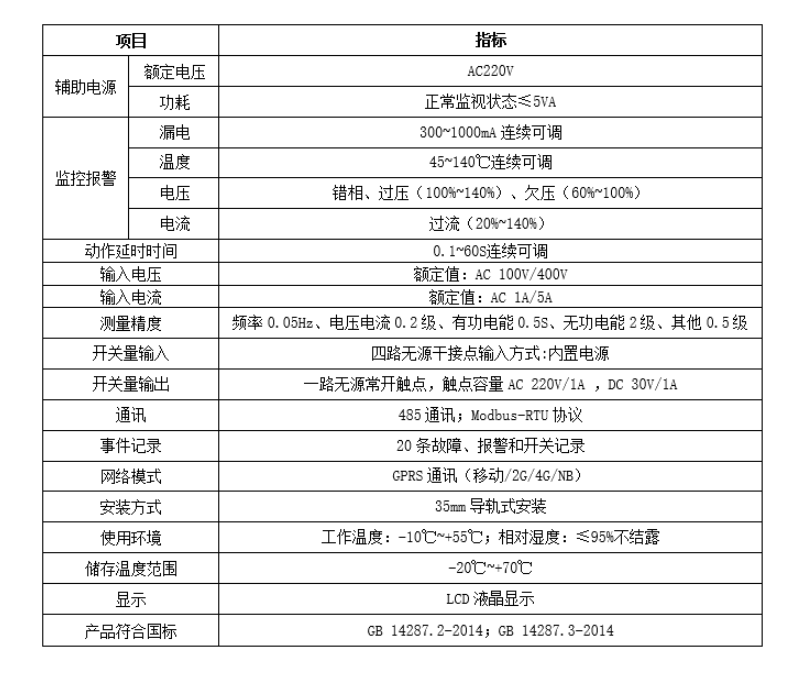 项目 指标
辅助电源 额定电压 AC220V
功耗 正常监视状态≤5VA
监控报警 漏电 300~1000mA 连续可调
温度 45~140℃连续可调
电压 错相、过压（100%~140%）、欠压（60%~100%）
电流 过流（20%~140%）
动作延时时间 0.1~60S连续可调
输入电压 额定值：AC 100V/400V
输入电流 额定值：AC 1A/5A
测量精度 频率 0.05Hz、电压电流 0.2 级、有功电能 0.5S、无功电能 2 级、其他 0.5 级
开关量输入 四路无源干接点输入方式:内置电源
开关量输出 一路无源常开触点，触点容量 AC 220V/1A ，DC 30V/1A
通讯 485 通讯；Modbus-RTU 协议
事件记录 20 条故障、报警和开关记录
网络模式 GPRS 通讯（移动/2G/4G/NB）
安装方式 35mm 导轨式安装
使用环境 工作温度：-10℃~+55℃；相对湿度：≤95%不结露
储存温度范围 -20℃~+70℃
显示 LCD 液晶显示
产品符合国标 GB 14287.2-2014；GB 14287.3-2014